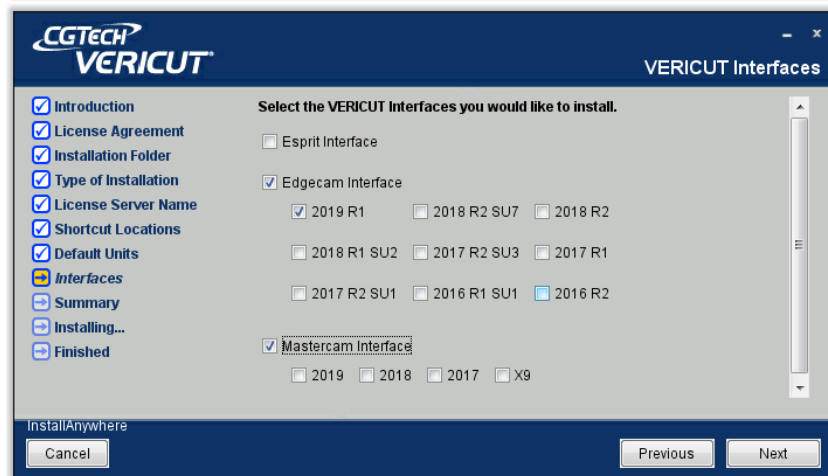 CGTECH
VERICUT®
VERICUT Interfaces
Introduction
License Agreement
Installation Folder
Type of Installation
License Server Name
Shortcut Locations
Default Units
Interfaces
Summary
Installing...
Finished
Select the VERICUT Interfaces you would like to install.
Esprit Interface
Edgecam Interface
2019 R1 2018 R2 SU7 2018 R2
2018 R1 SU2 2017 R2 SU3 2017 R1
2017 R2 SU1 2016 R1 SU1 2016 R2
Mastercam Interface
2019 2018 2017 X9
InstallAnywhere
Cancel Previous Next